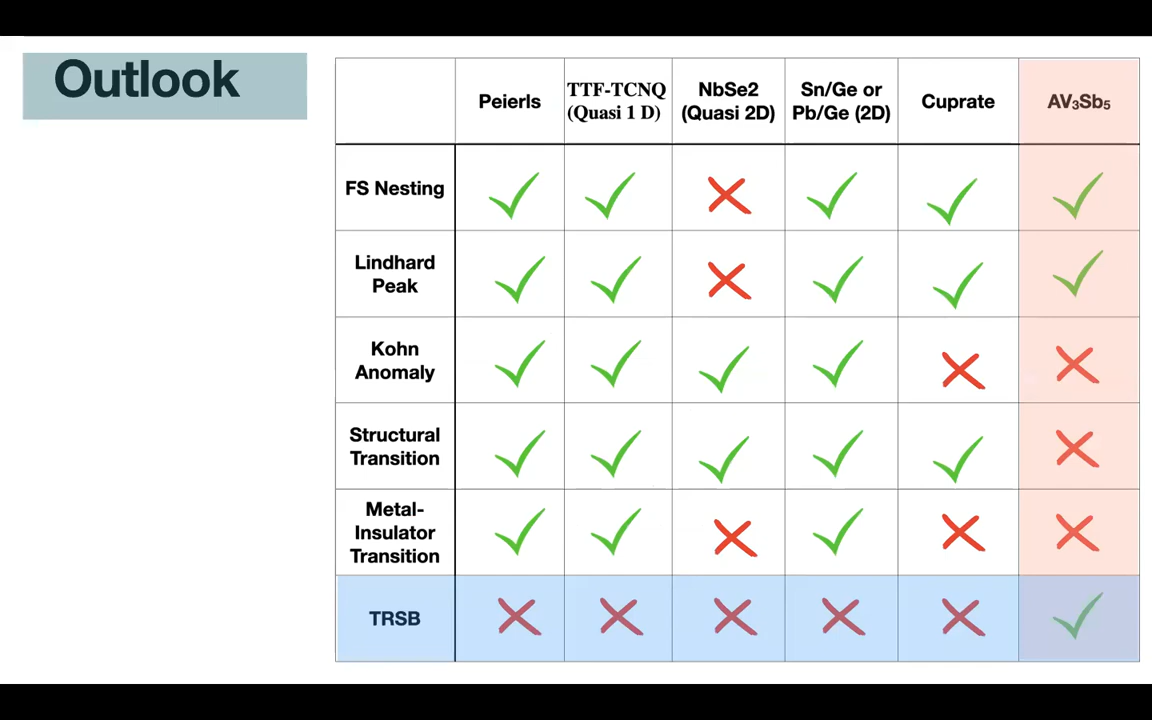 Outlook
Peierls
TTF-TCNQ
(Quasi 1 D)
NbSe2
(Quasi 2D)
Sn/Ge or
Pb/Ge (2D)
Cuprate
AV₃Sb₅
FS Nesting
Lindhard
Peak
Kohn
Anomaly
Structural
Transition
Metal-
Insulator
Transition
TRSB